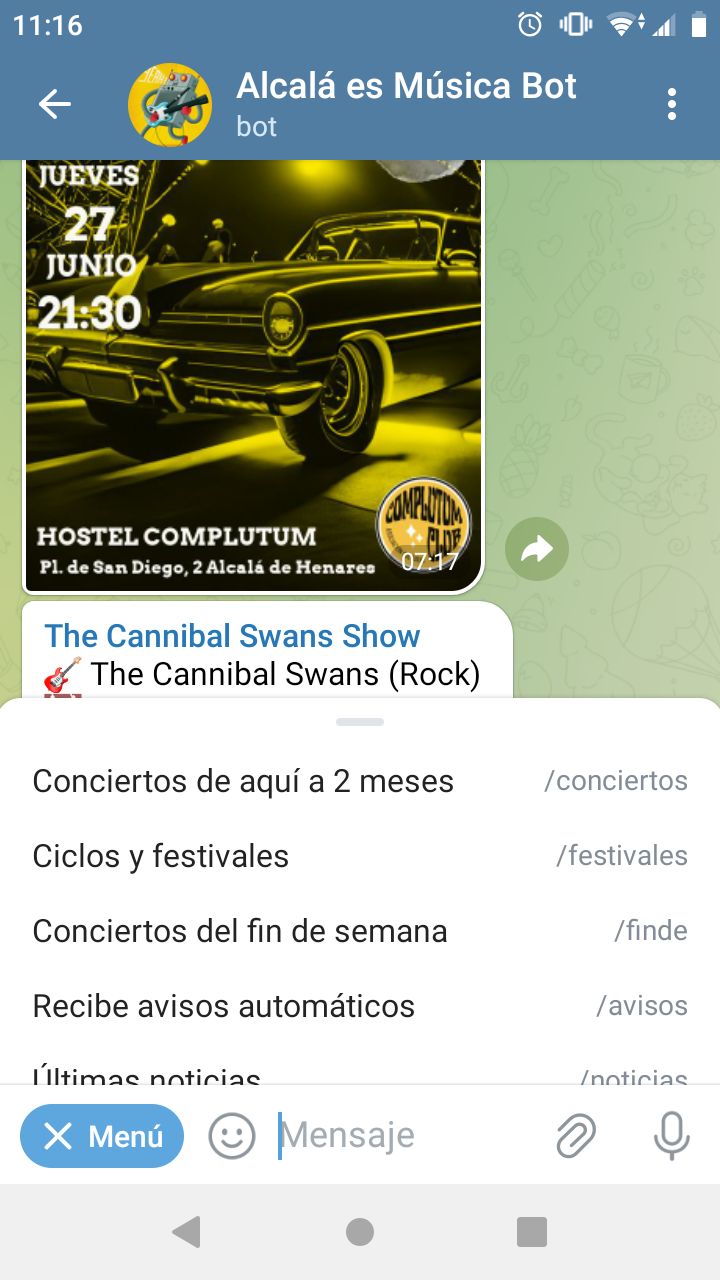 11:16
Alcalá es Música Bot
bot
JUEVES
27
JUNIO
21:30
COMPLUTUM
CLUB
HOSTEL COMPLUTUM
Pl. de San Diego, 2 Alcalá de Henares
07:17
The Cannibal Swans Show
🎸 The Cannibal Swans (Rock)
Conciertos de aquí a 2 meses /conciertos
Ciclos y festivales /festivales
Conciertos del fin de semana /finde
Recibe avisos automáticos /avisos
Últimas noticias /noticias
Menú
Mensaje